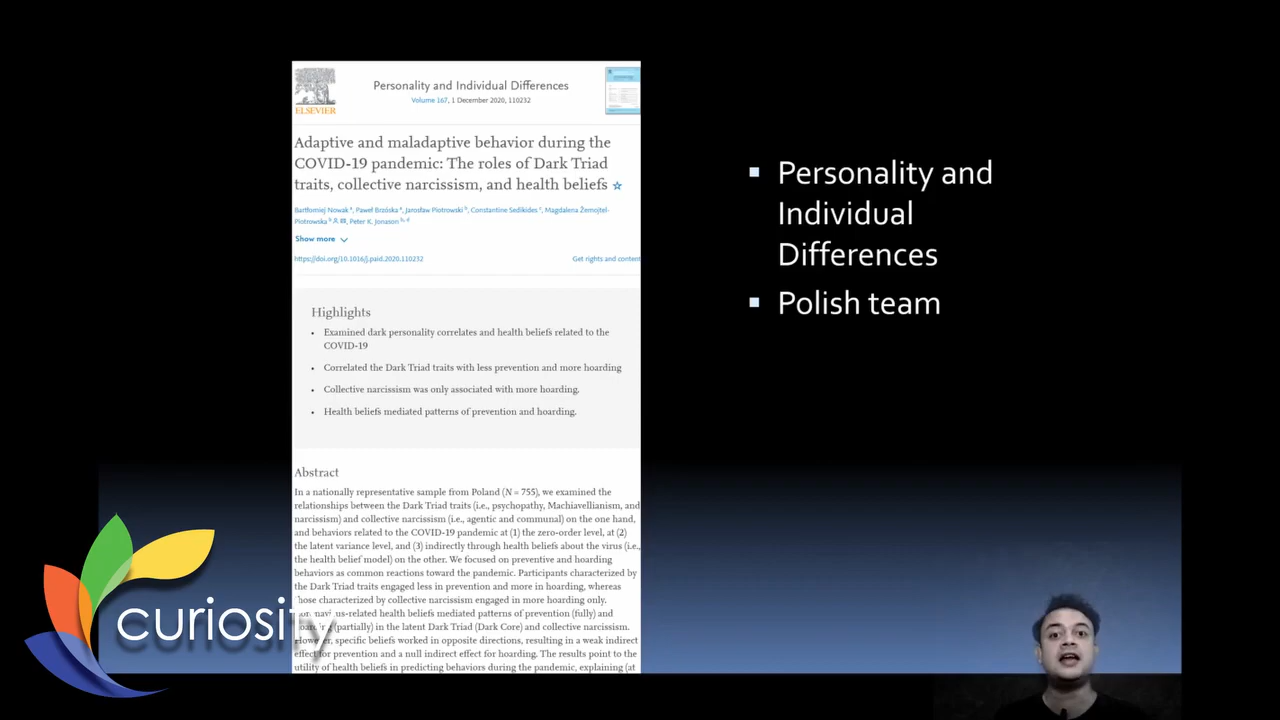 ELSEVIER
Personality and Individual Differences
Volume 167, 1 December 2020, 110232
Adaptive and maladaptive behavior during the
COVID-19 pandemic: The roles of Dark Triad
traits, collective narcissism, and health beliefs ☆
Bartłomiej Nowak a, Paweł Brzóska a, Jarosław Piotrowski b, Constantine Sedikides c, Magdalena Żemojtel-
Piotrowska a, Peter K. Jonason b, d
Show more
https://doi.org/10.1016/j.paid.2020.110232
Get rights and content
Highlights
• Examined dark personality correlates and health beliefs related to the
COVID-19
• Correlated the Dark Triad traits with less prevention and more hoarding
• Collective narcissism was only associated with more hoarding.
• Health beliefs mediated patterns of prevention and hoarding.
Abstract
In a nationally representative sample from Poland (N = 755), we examined the
relationships between the Dark Triad traits (i.e., psychopathy, Machiavellianism, and
narcissism) and collective narcissism (i.e., agentic and communal) on the one hand,
and behaviors related to the COVID-19 pandemic at (1) the zero-order level, at (2)
the latent variance level, and (3) indirectly through health beliefs about the virus (i.e.,
the health belief model) on the other. We focused on preventive and hoarding
behaviors as common reactions toward the pandemic. Participants characterized by
the Dark Triad traits engaged less in prevention and more in hoarding, whereas
those characterized by collective narcissism engaged in more hoarding only.
us-related health beliefs mediated patterns of prevention (fully) and
(partially) in the latent Dark Triad (Dark Core) and collective narcissism.
However, specific beliefs worked in opposite directions, resulting in a weak indirect
effect for prevention and a null indirect effect for hoarding. The results point to the
utility of health beliefs in predicting behaviors during the pandemic, explaining (at
▪ Personality and
Individual
Differences
▪ Polish team
curiosity